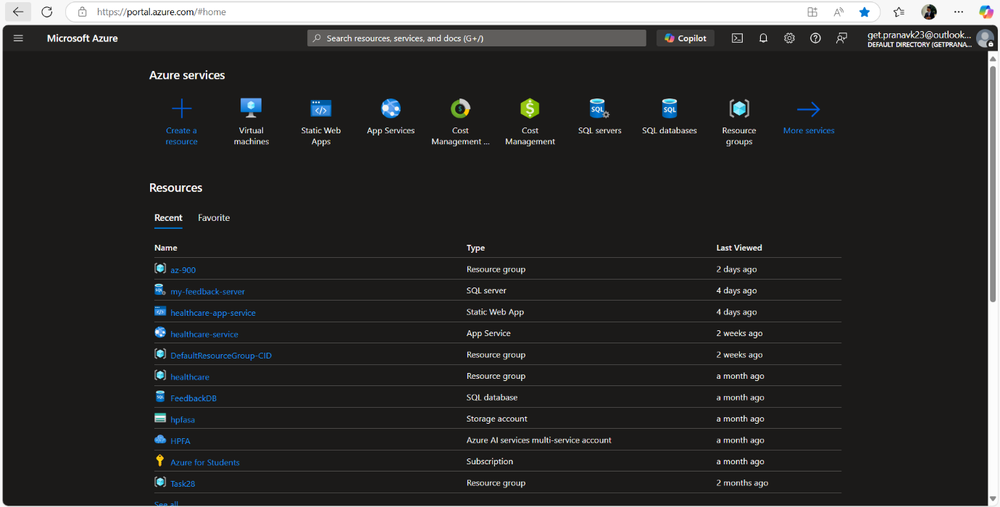 https://portal.azure.com/#home
Microsoft Azure
Search resources, services, and docs (G+/)
Copilot
get.pranavk23@outlook...
DEFAULT DIRECTORY (GETPRANA...
Azure services
Create a resource
Virtual machines
Static Web Apps
App Services
Cost Management ...
Cost Management
SQL servers
SQL databases
Resource groups
More services
Resources
Recent Favorite
Name Type Last Viewed
az-900 Resource group 2 days ago
my-feedback-server SQL server 4 days ago
healthcare-app-service Static Web App 4 days ago
healthcare-service App Service 2 weeks ago
DefaultResourceGroup-CID Resource group 2 weeks ago
healthcare Resource group a month ago
FeedbackDB SQL database a month ago
hpfasa Storage account a month ago
HPFA Azure AI services multi-service account a month ago
Azure for Students Subscription a month ago
Task28 Resource group 2 months ago
See all